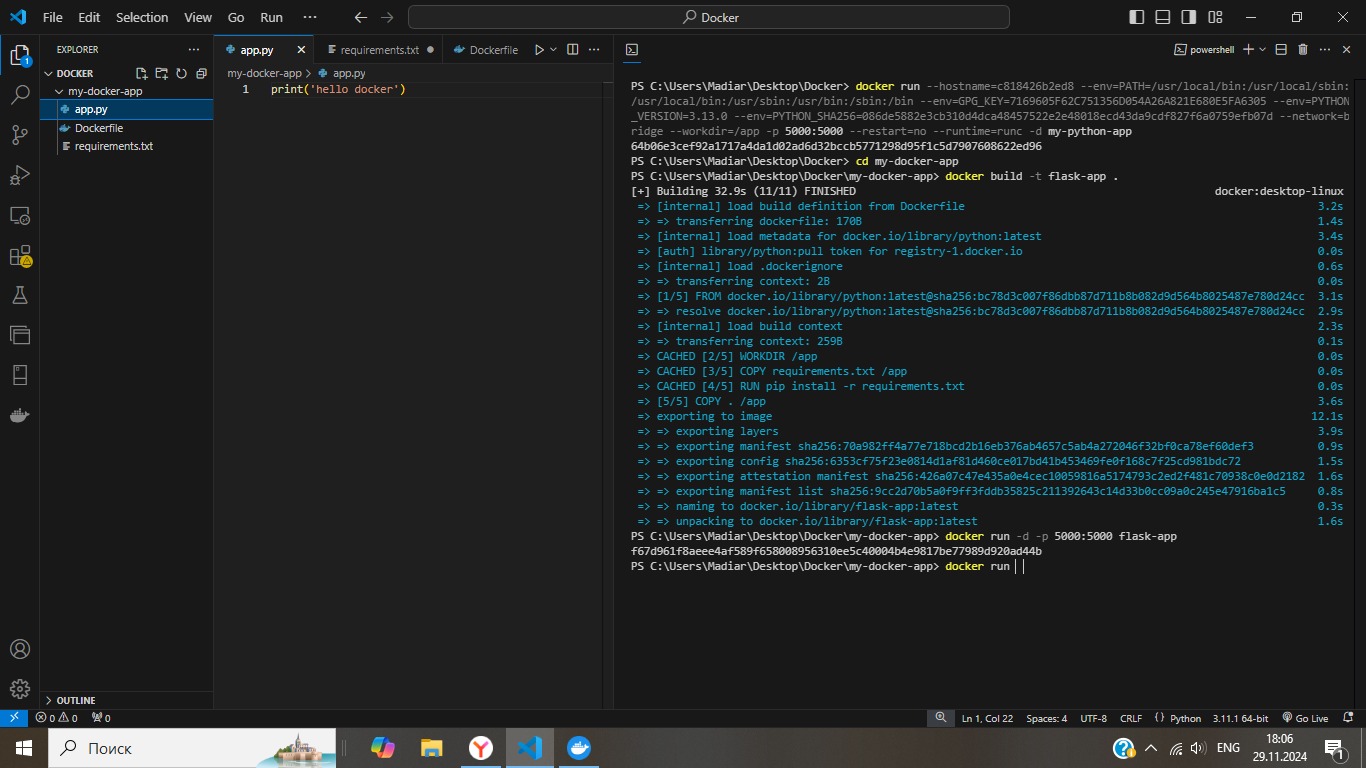 File Edit Selection View Go Run ··· Docker
EXPLORER
DOCKER
my-docker-app
app.py
Dockerfile
requirements.txt
OUTLINE
app.py requirements.txt Dockerfile
my-docker-app > app.py
1 print('hello docker')
powershell
PS C:\Users\Madiar\Desktop\Docker> docker run --hostname=c818426b2ed8 --env=PATH=/usr/local/bin:/usr/local/sbin:
/usr/local/bin:/usr/sbin:/usr/bin:/sbin:/bin --env=GPG_KEY=7169605F62C751356D054A26A821E680E5FA6305 --env=PYTHON
_VERSION=3.13.0 --env=PYTHON_SHA256=086de5882e3cb310d4dca48457522e2e48018ecd43da9cdf827f6a0759efb07d --network=b
ridge --workdir=/app -p 5000:5000 --restart=no --runtime=runc -d my-python-app
64b06e3cef92a1717a4da1d02ad6d32bccb5771298d95f1c5d7907608622ed96
PS C:\Users\Madiar\Desktop\Docker> cd my-docker-app
PS C:\Users\Madiar\Desktop\Docker\my-docker-app> docker build -t flask-app .
[+] Building 32.9s (11/11) FINISHED docker:desktop-linux
=> [internal] load build definition from Dockerfile 3.2s
=> => transferring dockerfile: 170B 1.4s
=> [internal] load metadata for docker.io/library/python:latest 3.4s
=> [auth] library/python:pull token for registry-1.docker.io 0.0s
=> [internal] load .dockerignore 0.6s
=> => transferring context: 2B 0.0s
=> [1/5] FROM docker.io/library/python:latest@sha256:bc78d3c007f86dbb87d711b8b082d9d564b8025487e780d24cc 3.1s
=> => resolve docker.io/library/python:latest@sha256:bc78d3c007f86dbb87d711b8b082d9d564b8025487e780d24cc 2.9s
=> [internal] load build context 2.3s
=> => transferring context: 259B 0.1s
=> CACHED [2/5] WORKDIR /app 0.0s
=> CACHED [3/5] COPY requirements.txt /app 0.0s
=> CACHED [4/5] RUN pip install -r requirements.txt 0.0s
=> [5/5] COPY . /app 3.6s
=> exporting to image 12.1s
=> => exporting layers 3.9s
=> => exporting manifest sha256:70a982ff4a77e718bcd2b16eb376ab4657c5ab4a272046f32bf0ca78ef60def3 0.9s
=> => exporting config sha256:6353cf75f23e0814d1af81d460ce017bd41b453469fe0f168c7f25cd981bdc72 1.5s
=> => exporting attestation manifest sha256:426a07c47e435a0e4cec10059816a5174793c2ed2f481c70938c0e0d2182 1.6s
=> => exporting manifest list sha256:9cc2d70b5a0f9ff3fddb35825c211392643c14d33b0cc09a0c245e47916ba1c5 0.8s
=> => naming to docker.io/library/flask-app:latest 0.3s
=> => unpacking to docker.io/library/flask-app:latest 1.6s
PS C:\Users\Madiar\Desktop\Docker\my-docker-app> docker run -d -p 5000:5000 flask-app
f67d961f8aeee4af589f658008956310ee5c40004b4e9817be77989d920ad44b
PS C:\Users\Madiar\Desktop\Docker\my-docker-app> docker run
0 0 0 Ln 1, Col 22 Spaces: 4 UTF-8 CRLF { } Python 3.11.1 64-bit Go Live
Поиск ENG 18:06
29.11.2024 1